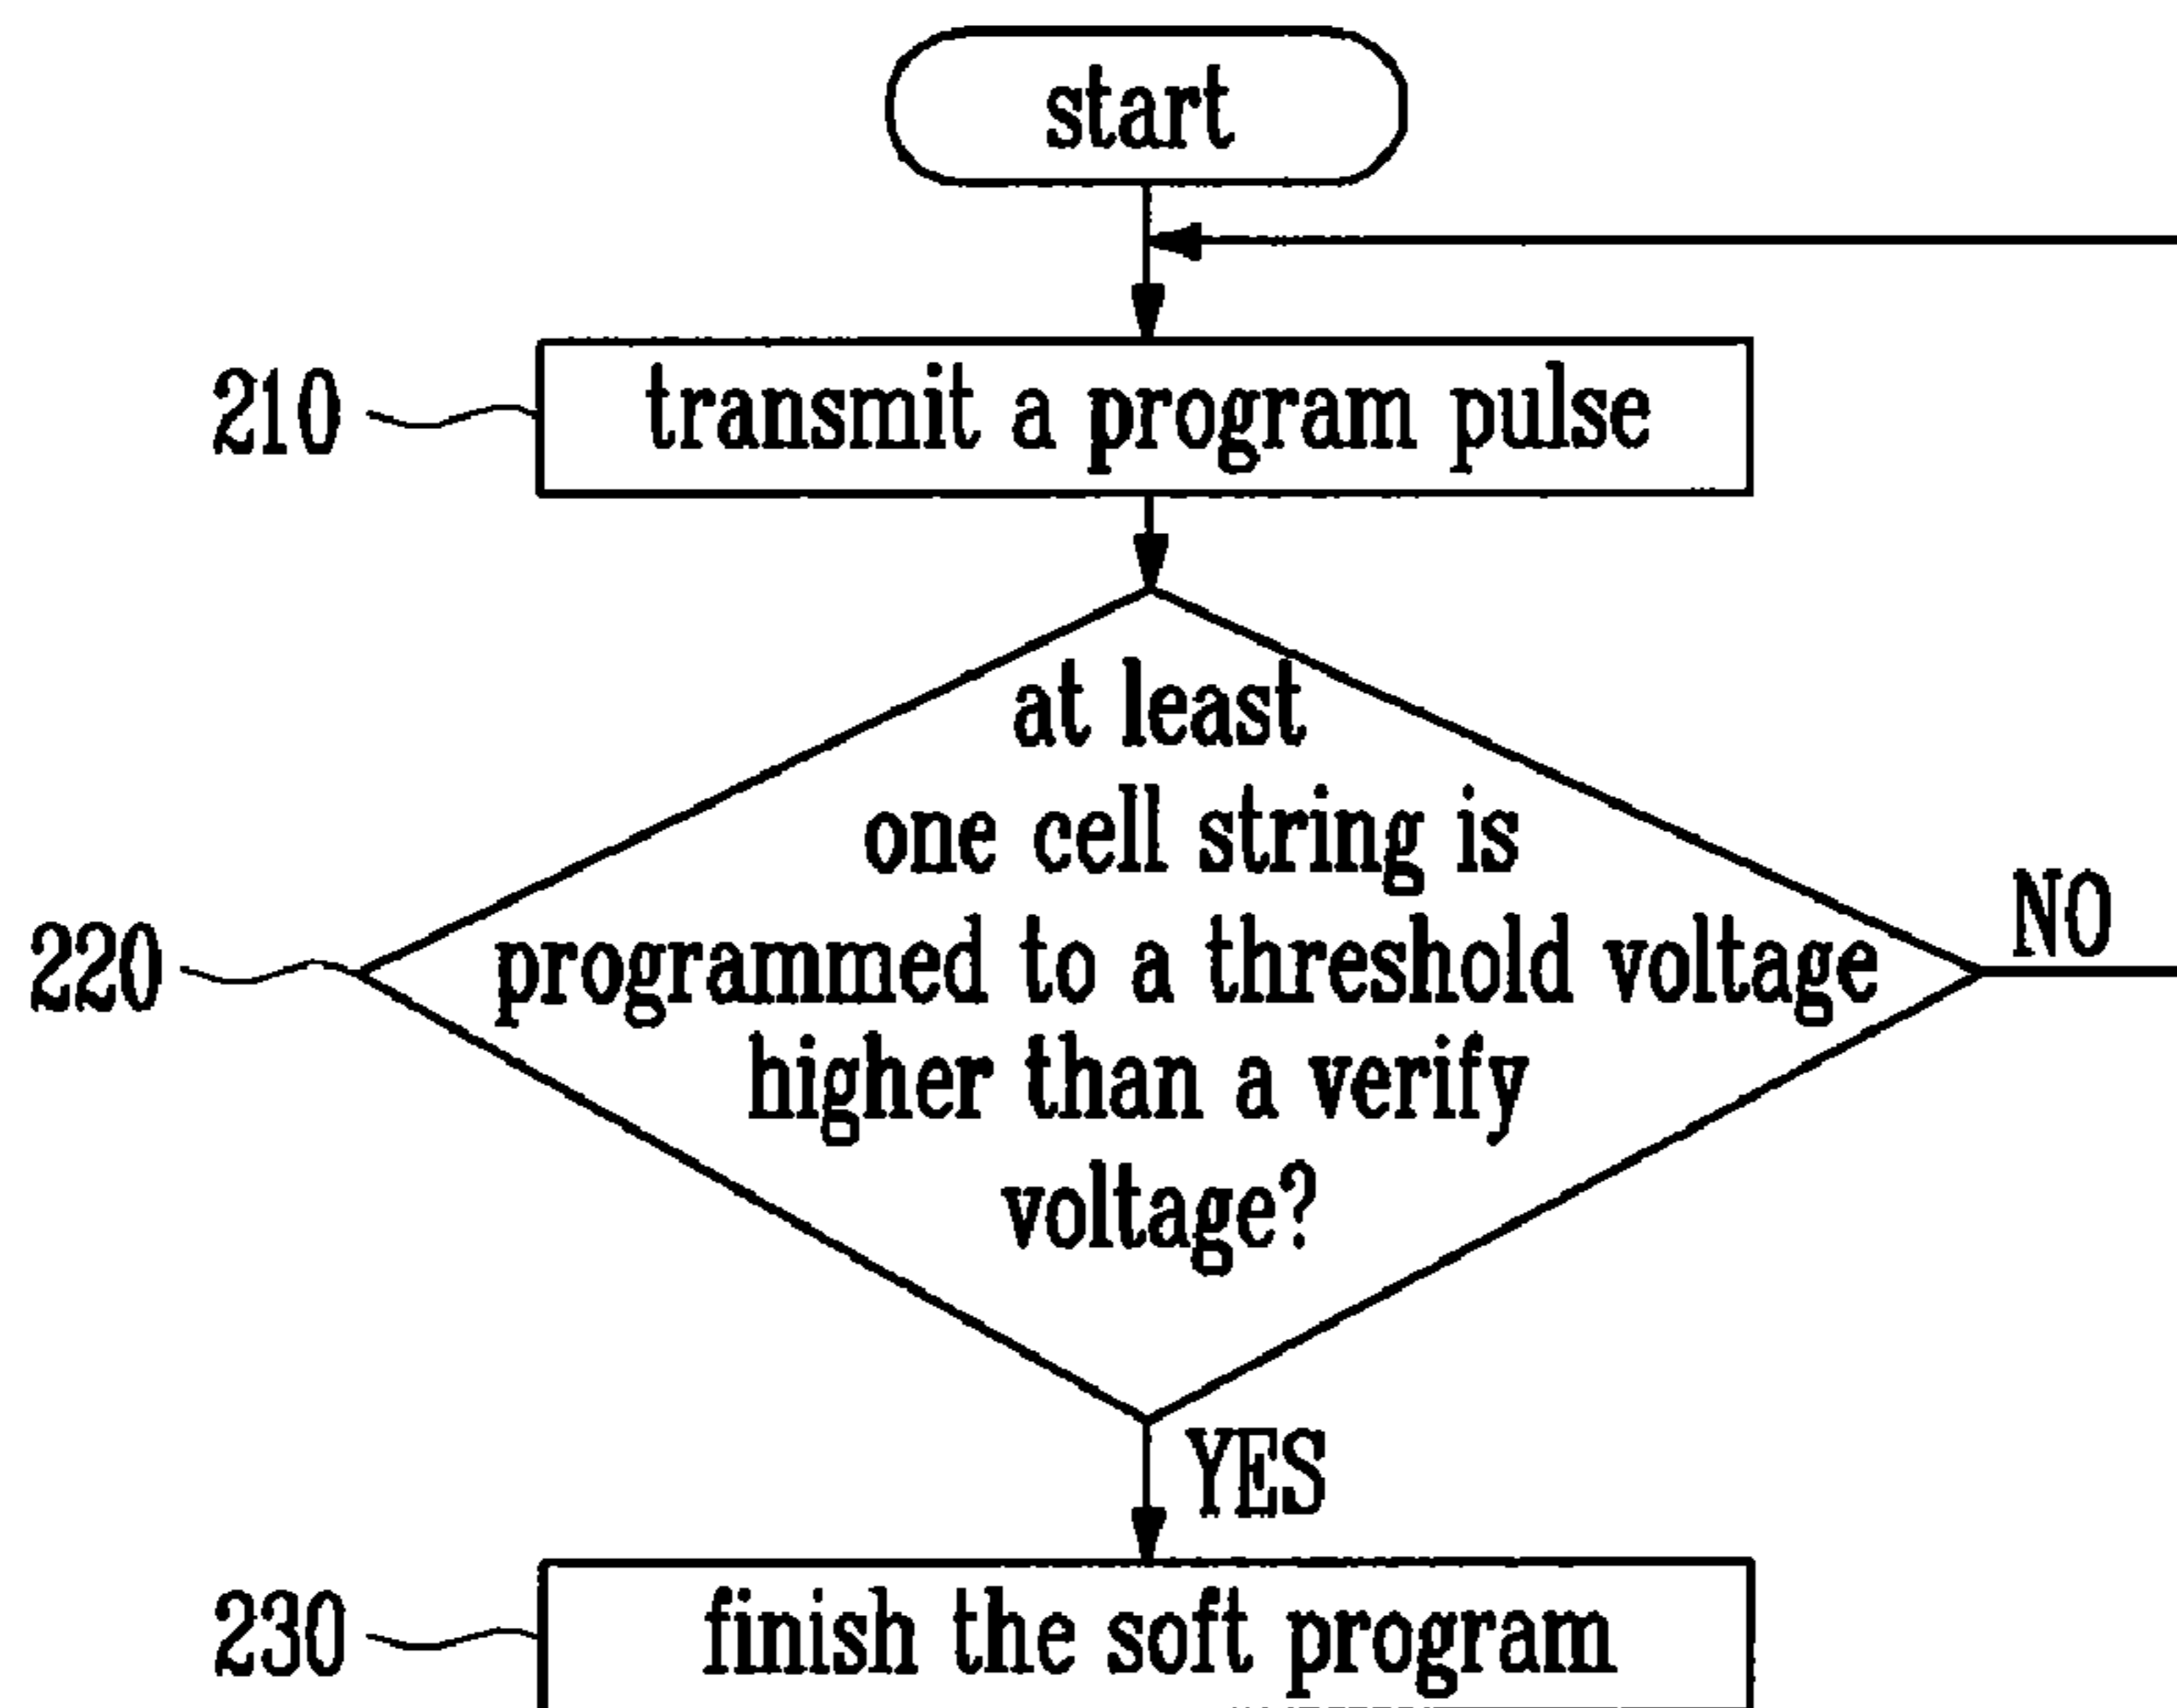 start
210 transmit a program pulse
at least
one cell string is
220 programmed to a threshold voltage NO
higher than a verify
voltage?
YES
230 finish the soft program